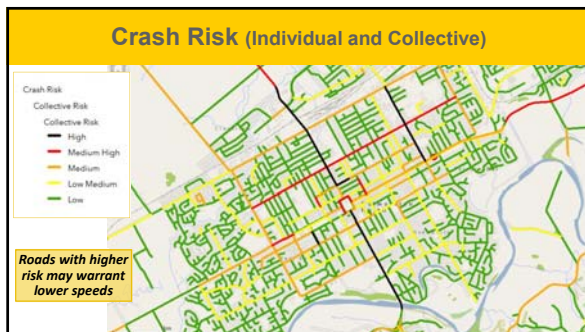 Crash Risk (Individual and Collective)
Crash Risk
Collective Risk
Collective Risk
High
Medium High
Medium
Low Medium
Low
Roads with higher
risk may warrant
lower speeds